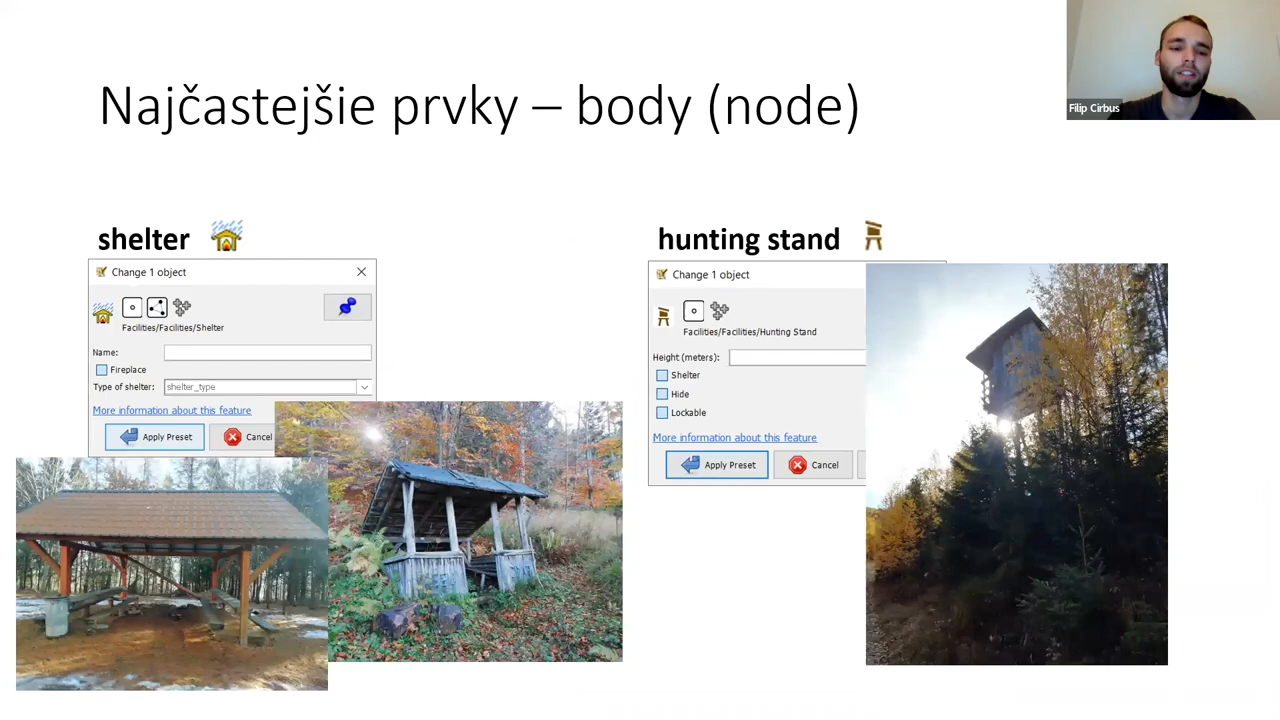 Najčastejšie prvky – body (node)
Filip Cirbus
shelter
Change 1 object
Facilities/Facilities/Shelter
Name:
Fireplace
Type of shelter:
shelter_type
More information about this feature
Apply Preset
Cancel
hunting stand
Change 1 object
Facilities/Facilities/Hunting Stand
Height (meters):
Shelter
Hide
Lockable
More information about this feature
Apply Preset
Cancel